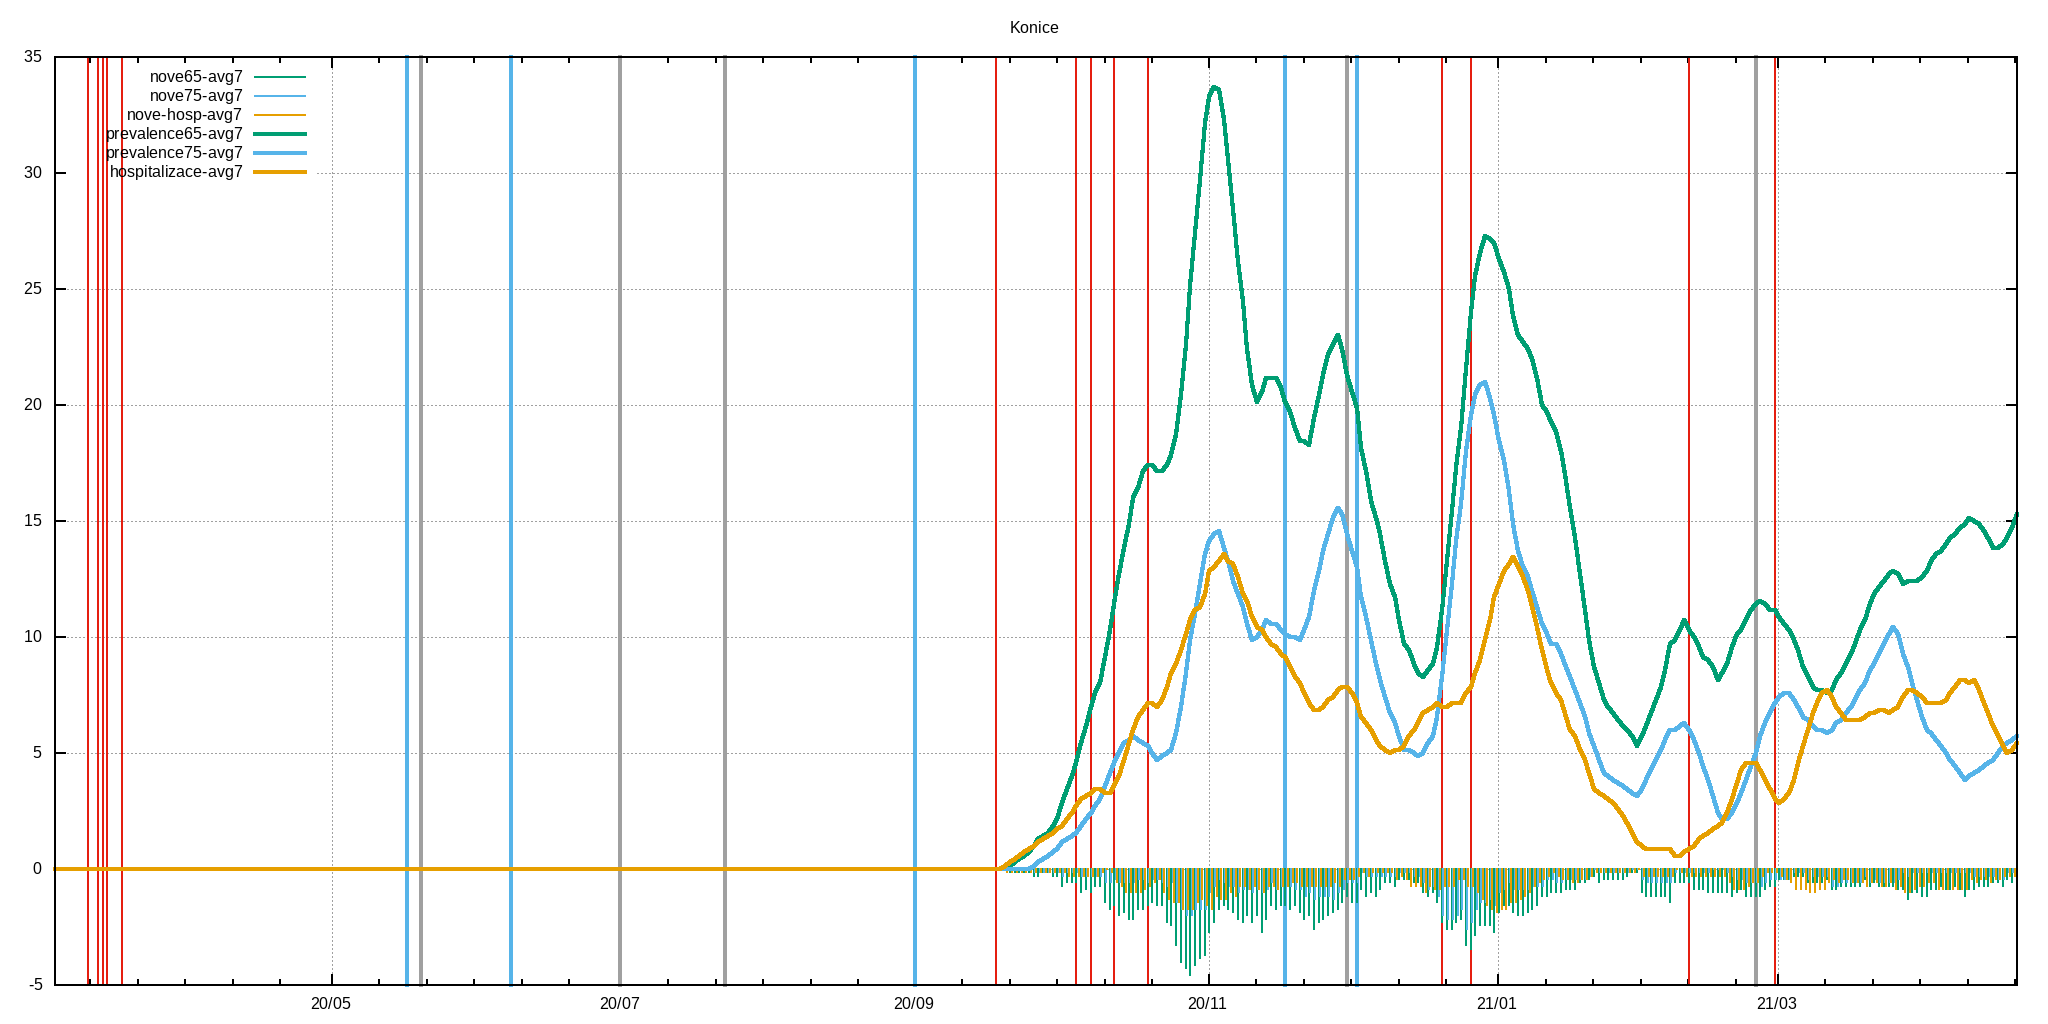 Konice
35
nove65-avg7
nove75-avg7
nove-hosp-avg7
prevalence65-avg7
prevalence75-avg7
hospitalizace-avg7
30
25
20
15
10
5
0
-5
20/05 20/07 20/09 20/11 21/01 21/03